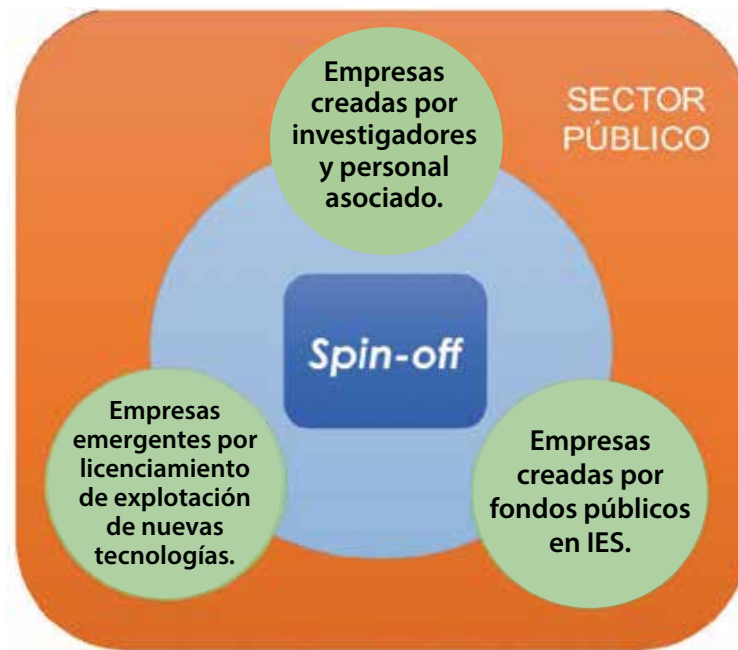 Empresas
creadas por
investigadores
y personal
asociado.
SECTOR
PÚBLICO
Spin-off
Empresas
emergentes por
licenciamiento
de explotación
de nuevas
tecnologías.
Empresas
creadas por
fondos públicos
en IES.